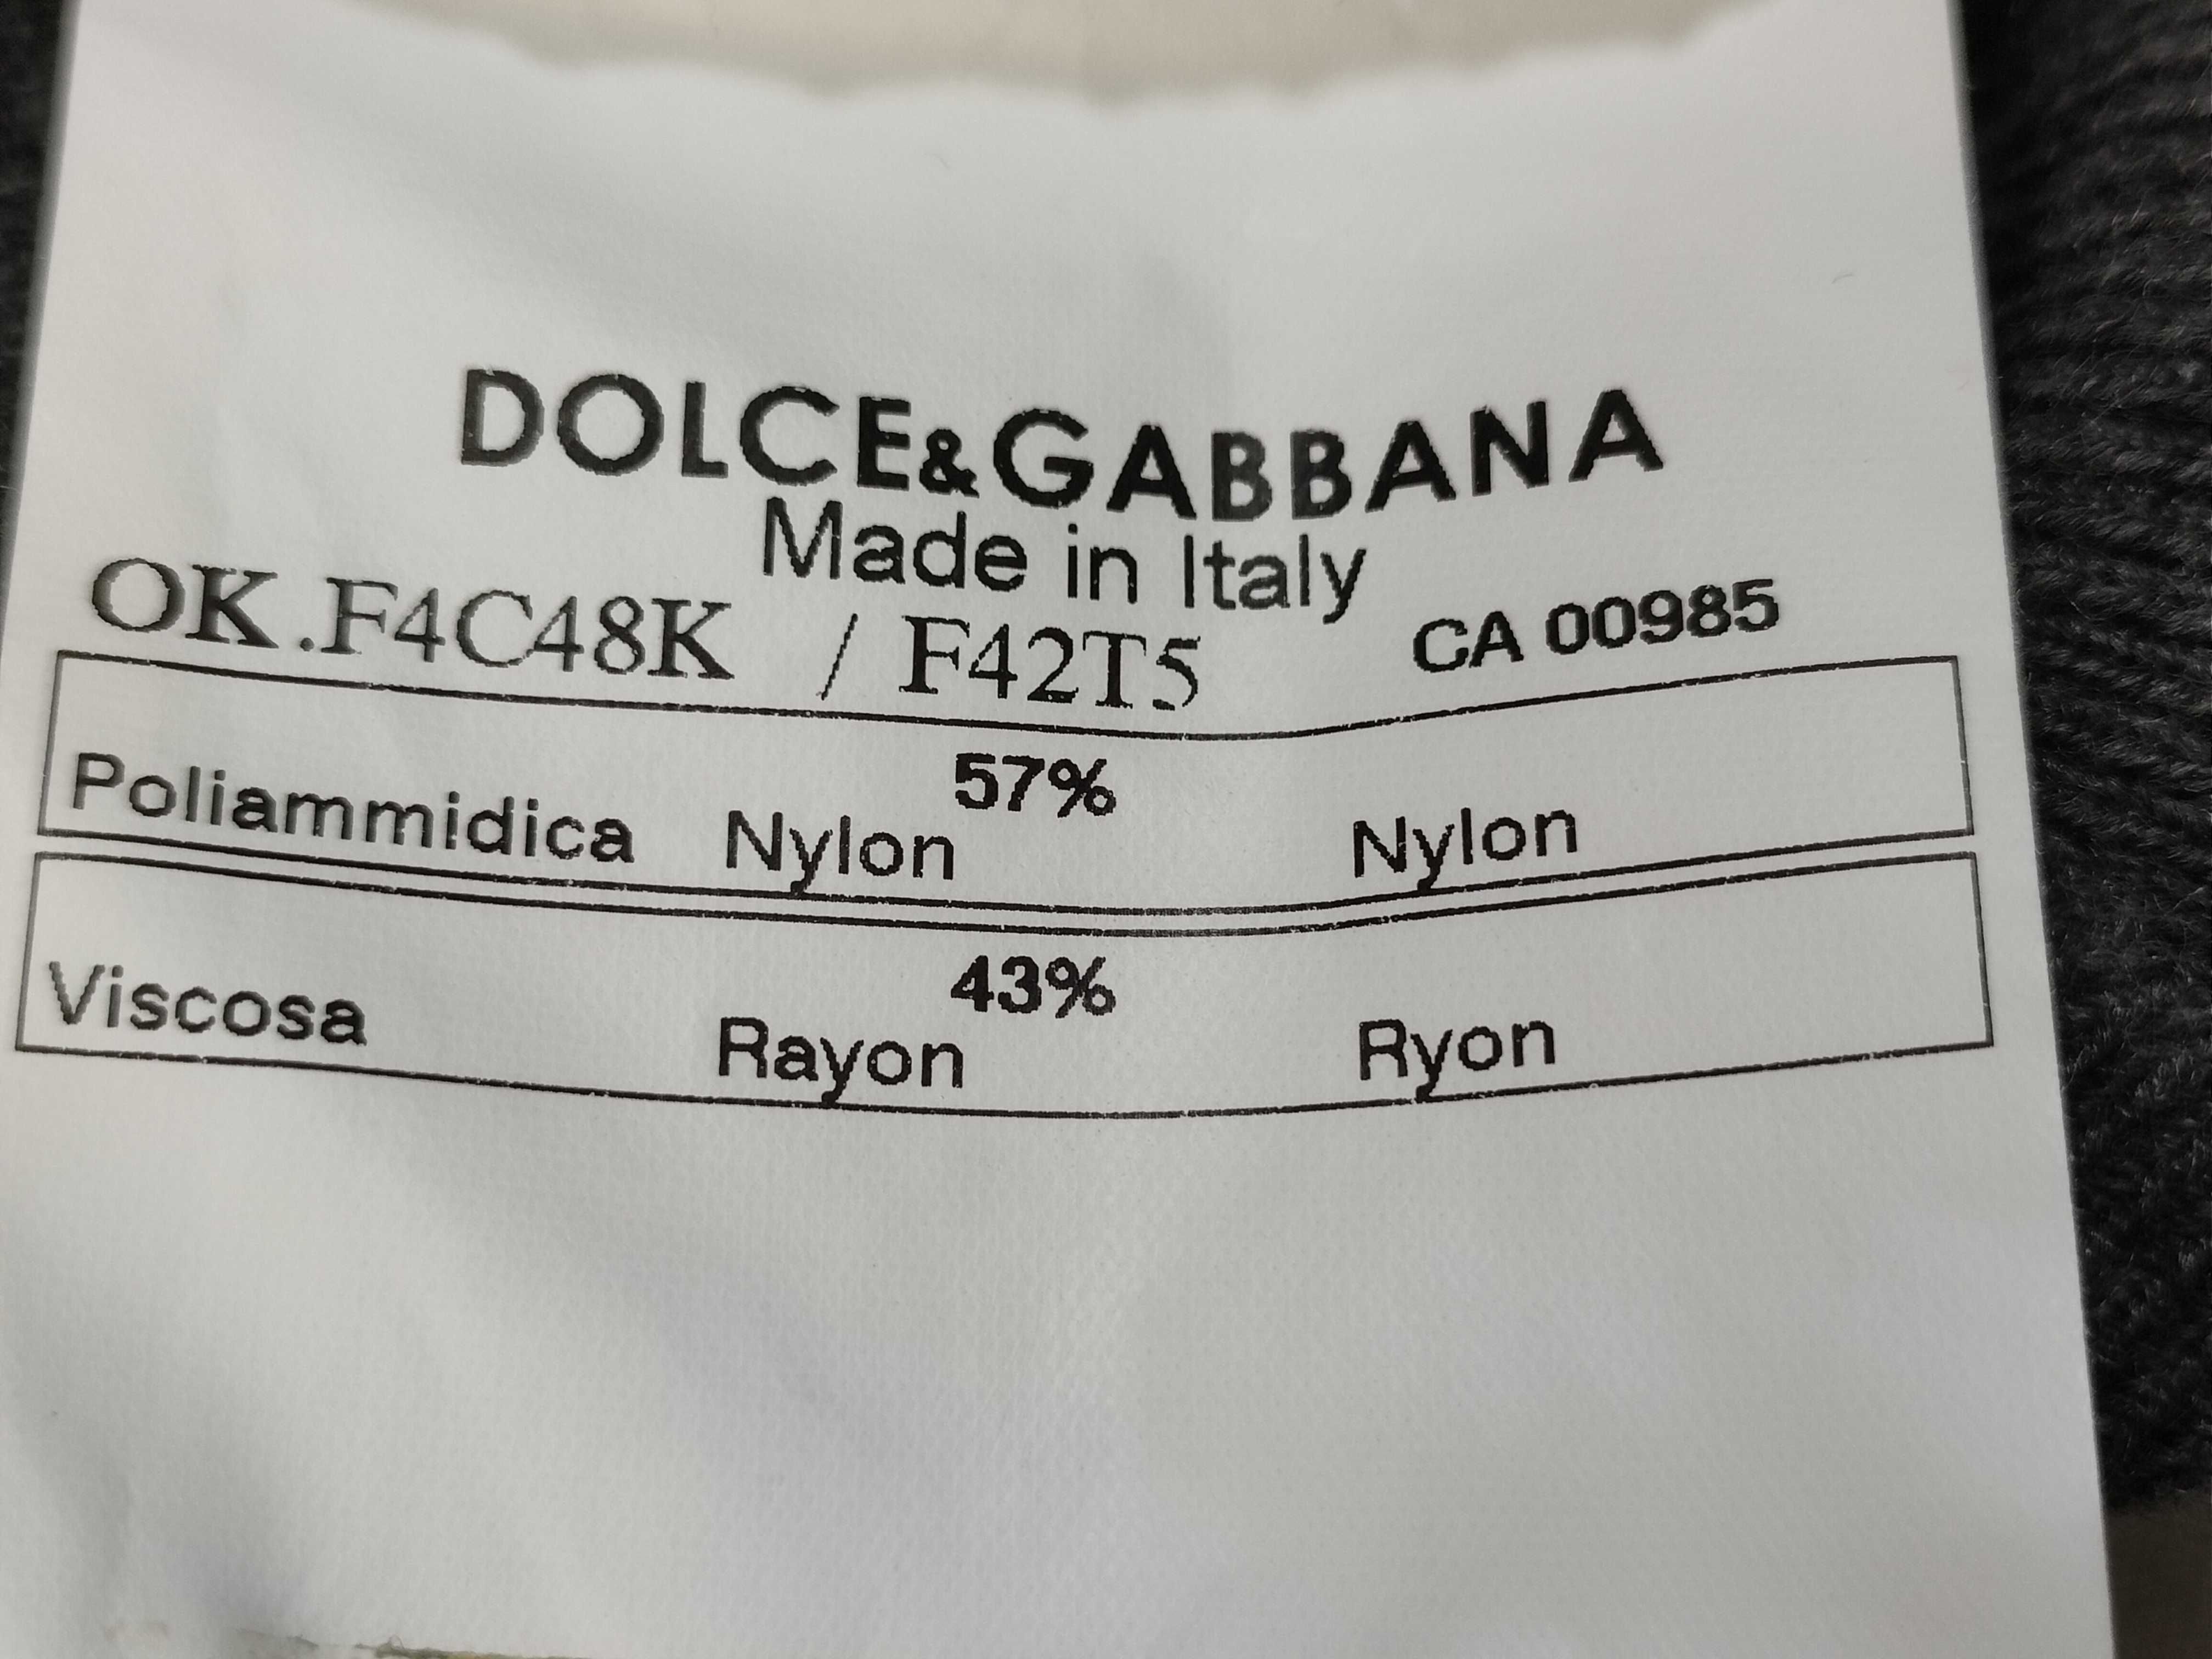 DOLCE&GABBANA
Made in Italy
OK.F4C48K / F42T5 CA 00985
Poliammidica Nylon 57% Nylon
Viscosa Rayon 43% Ryon